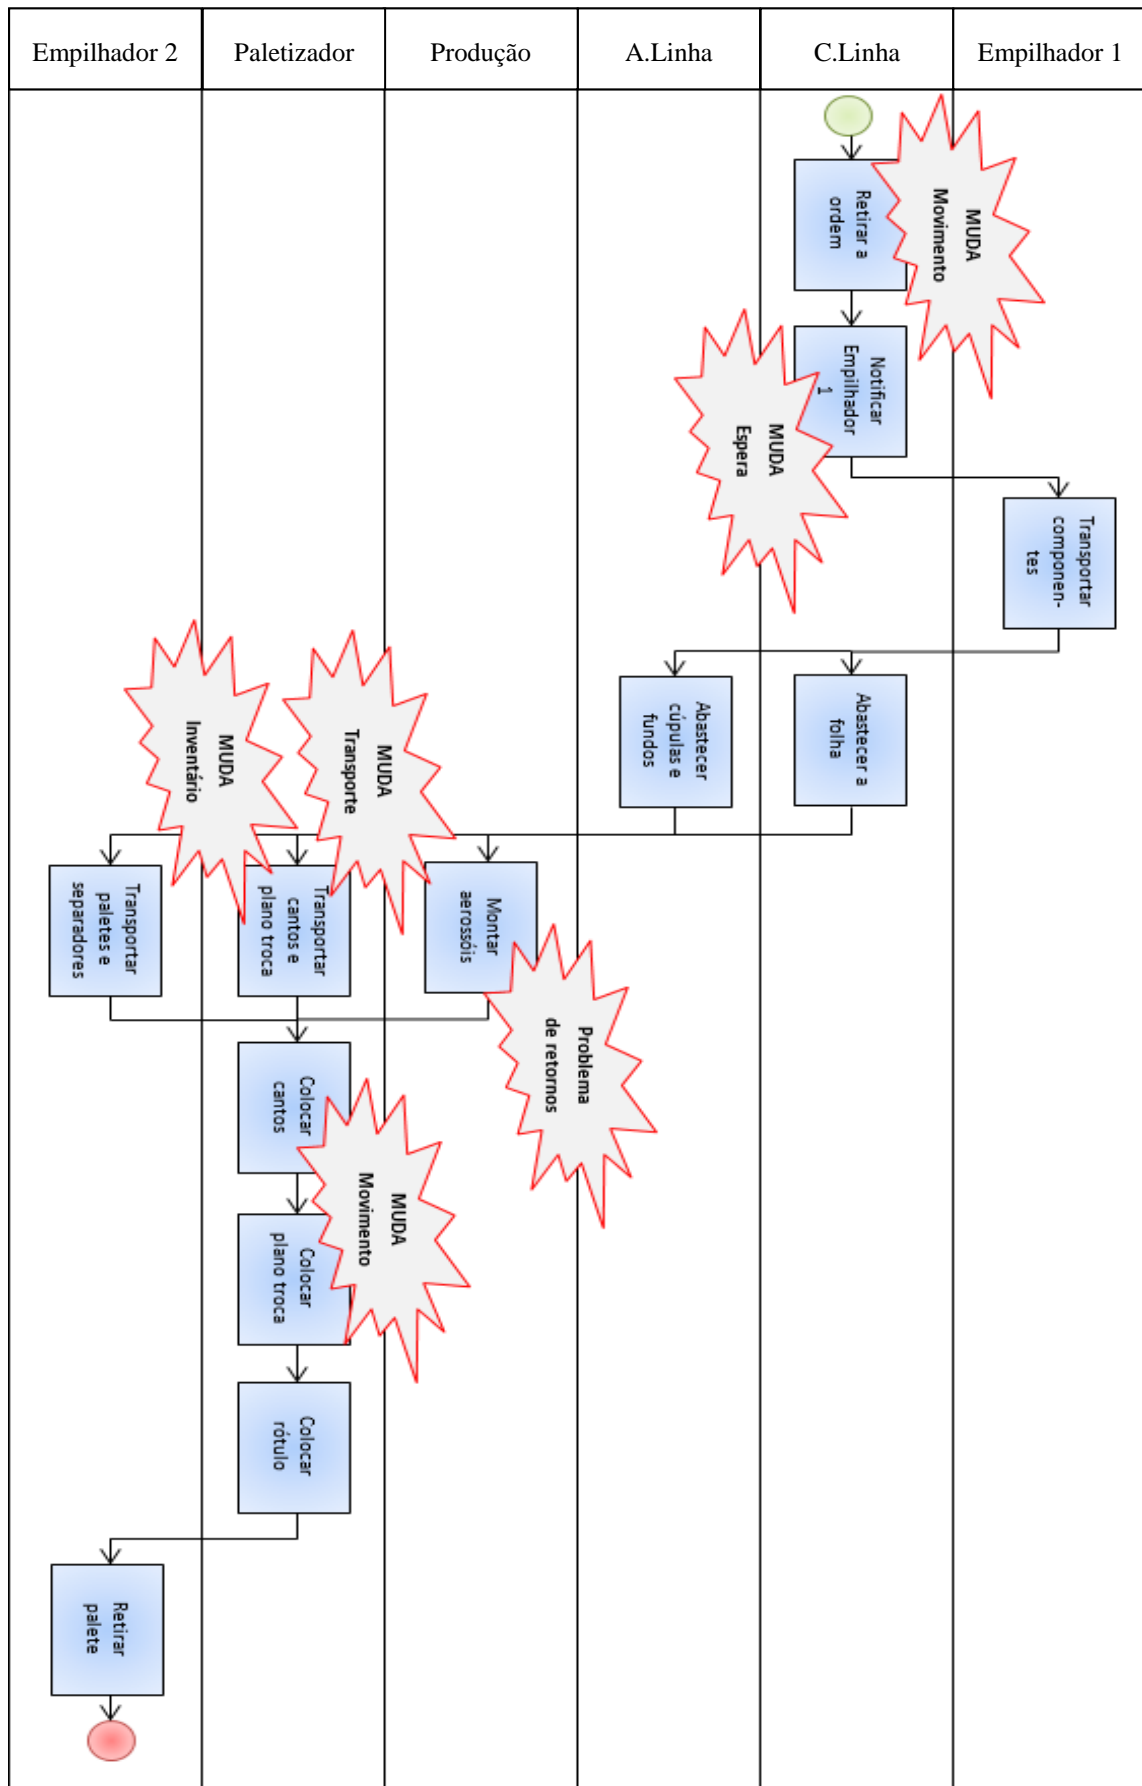 Empilhador 2
Paletizador
Produção
A.Linha
C.Linha
Empilhador 1
Retirar a
ordem
MUDA
Movimento
Notificar
Empilhador
1
MUDA
Espera
Transportar
componen-
tes
Abastecer a
folha
Abastecer
cúpulas e
fundos
MUDA
Transporte
MUDA
Inventário
Montar
aerossóis
Transportar
cantos e
plano troca
Transportar
paletes e
separadores
Problema
de retornos
Colocar
cantos
MUDA
Movimento
Colocar
plano troca
Colocar
rótulo
Retirar
palete